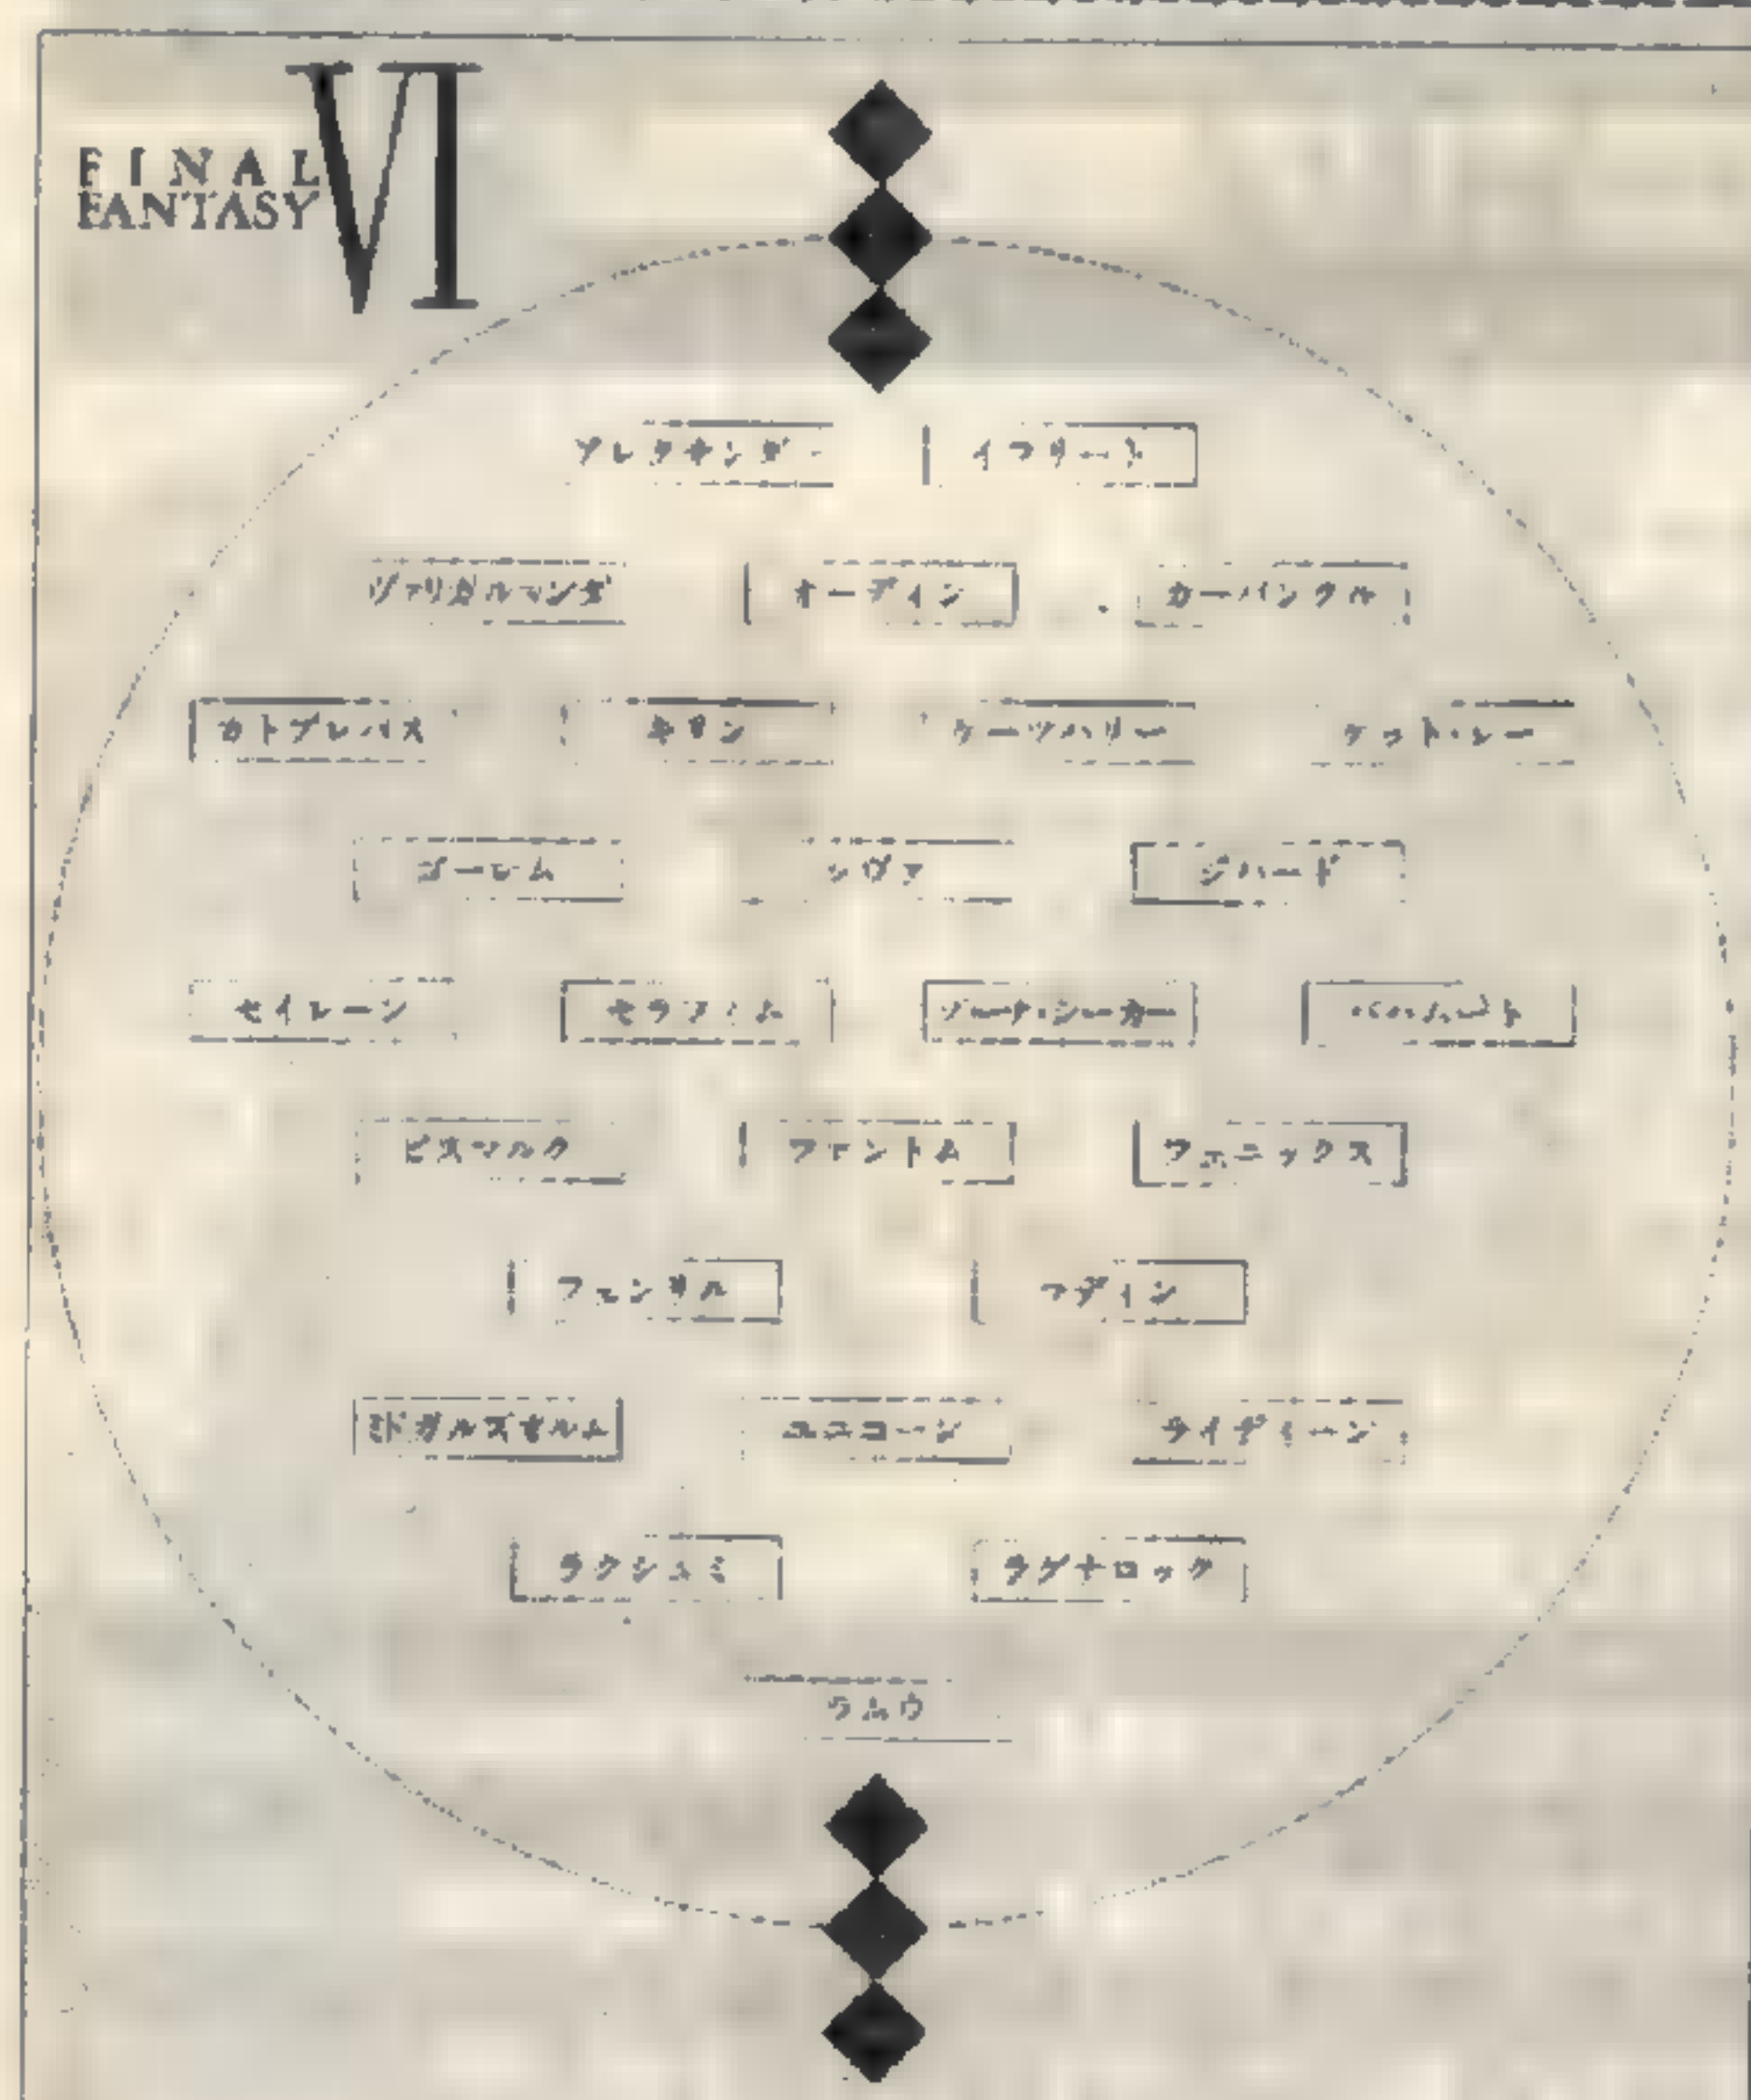 FINAL
FANTASY VI
アレクサンダー イフリート
ヴァリガルマンダ オーディン カーバンクル
カトブレパス キリン ケーツハリー ケット・シー
ゴーレム シヴァ ジハード
セイレーン セラフィム ゾーナ・シーカー バハムート
ビスマルク ファントム フェニックス
フェンリル マディン
ミドガルズオルム ユニコーン ライディーン
ラクシュミ ラグナロック
ラムウ